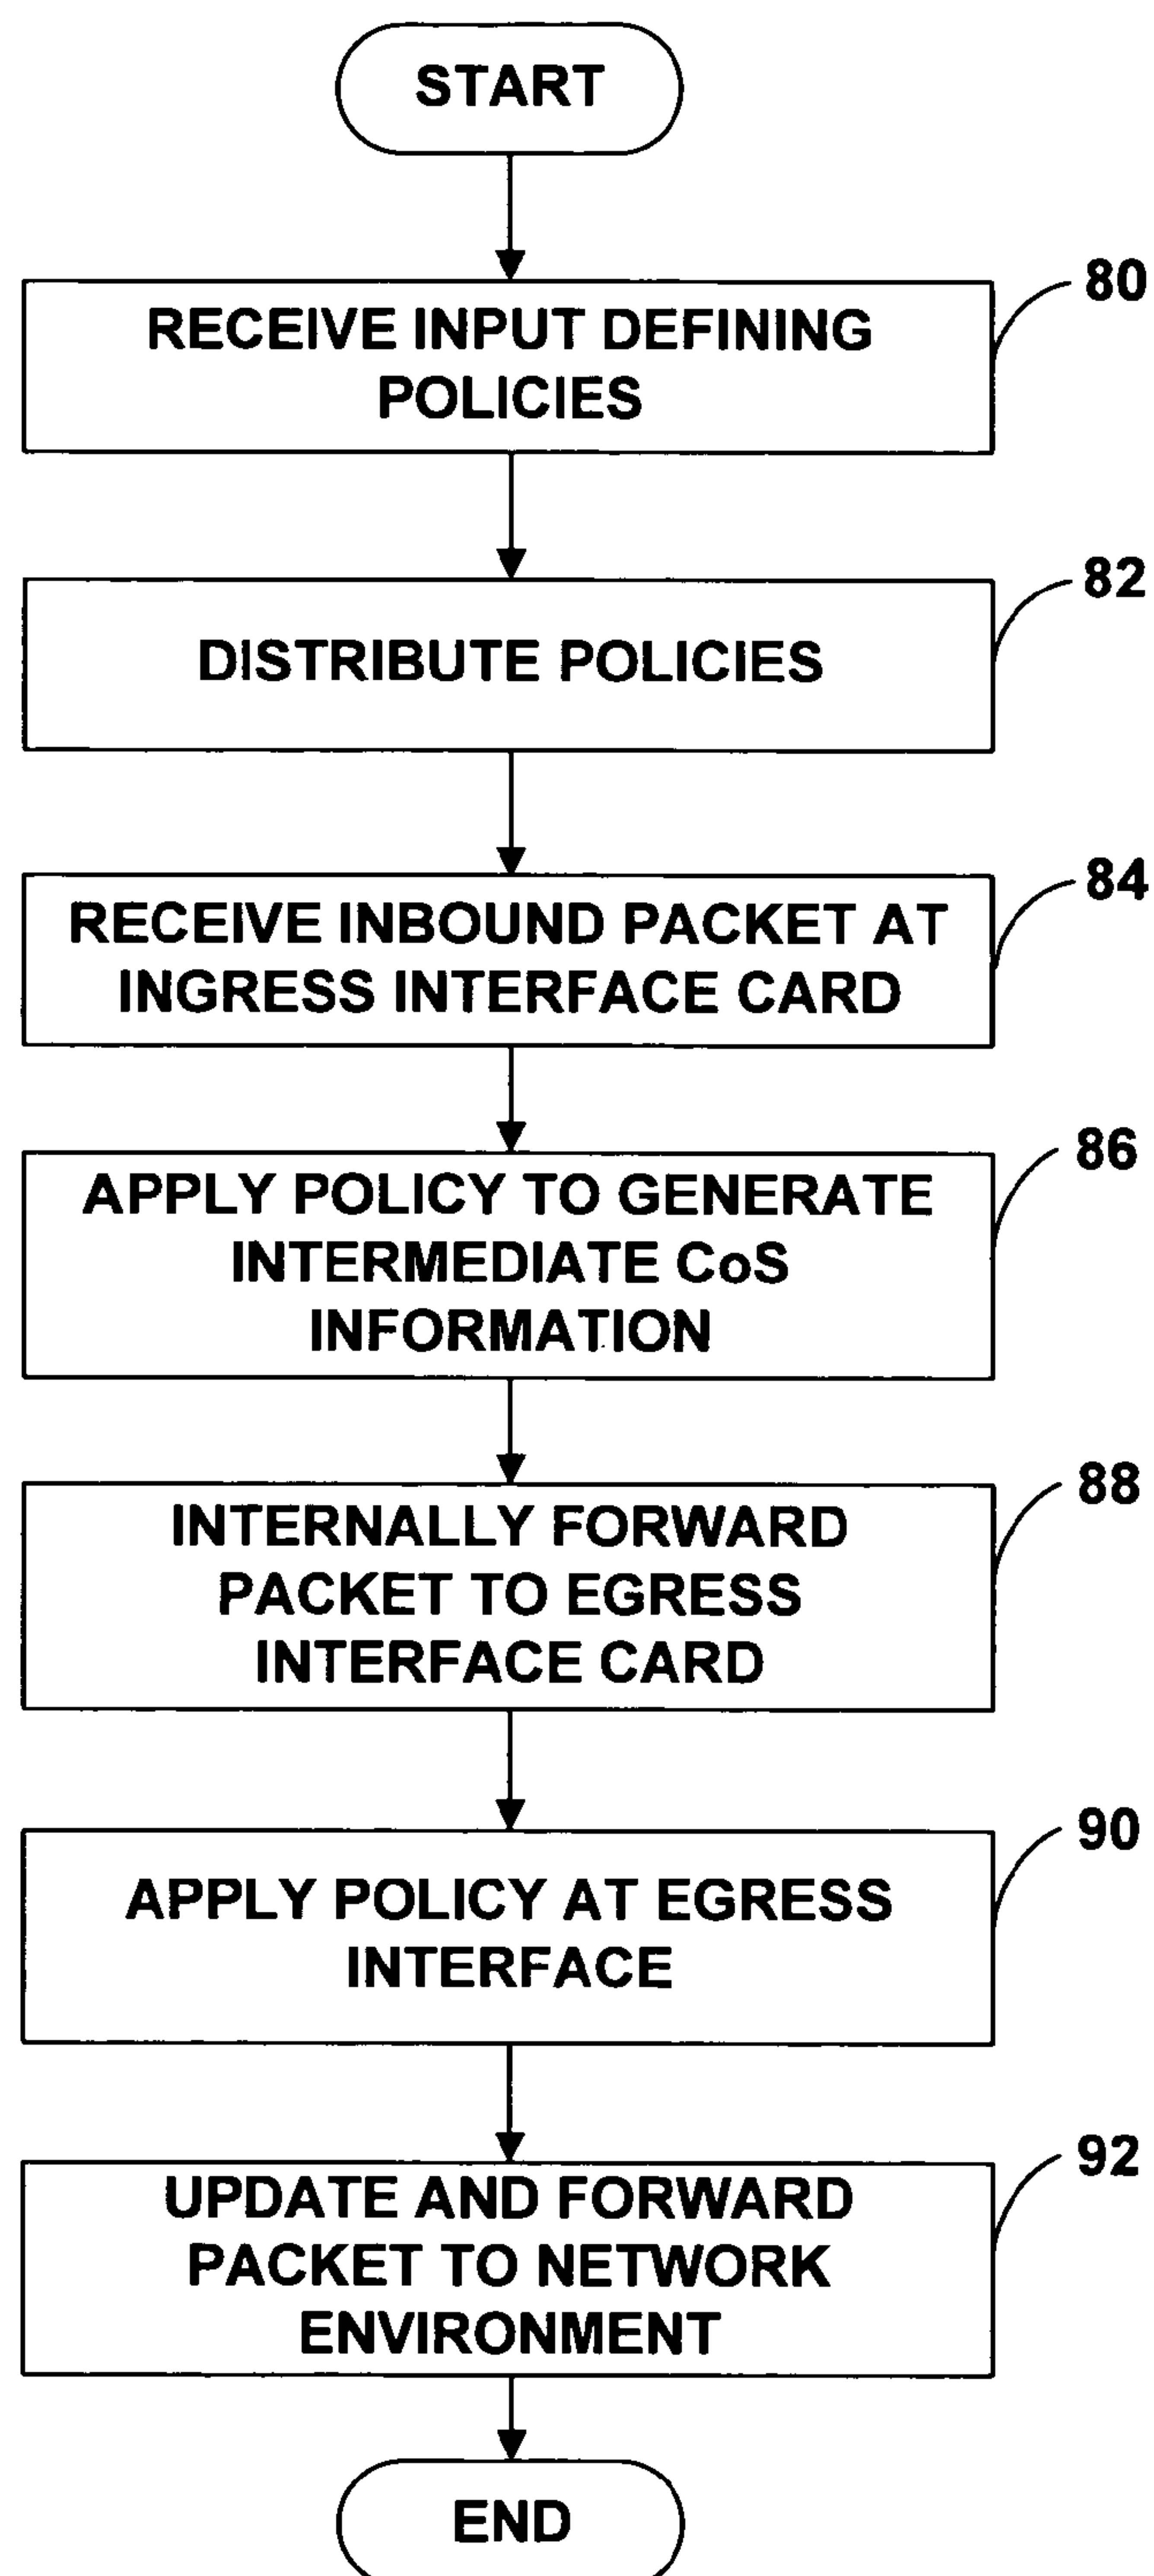 START
80
RECEIVE INPUT DEFINING
POLICIES
82
DISTRIBUTE POLICIES
84
RECEIVE INBOUND PACKET AT
INGRESS INTERFACE CARD
86
APPLY POLICY TO GENERATE
INTERMEDIATE CoS
INFORMATION
88
INTERNALLY FORWARD
PACKET TO EGRESS
INTERFACE CARD
90
APPLY POLICY AT EGRESS
INTERFACE
92
UPDATE AND FORWARD
PACKET TO NETWORK
ENVIRONMENT
END